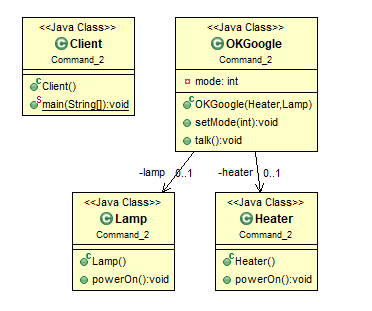 <<Java Class>>
Client
Command_2
Client()
main(String[]):void
<<Java Class>>
OKGoogle
Command_2
mode: int
OKGoogle(Heater,Lamp)
setMode(int):void
talk():void
-lamp
0..1
-heater
0..1
<<Java Class>>
Lamp
Command_2
Lamp()
powerOn():void
<<Java Class>>
Heater
Command_2
Heater()
powerOn():void